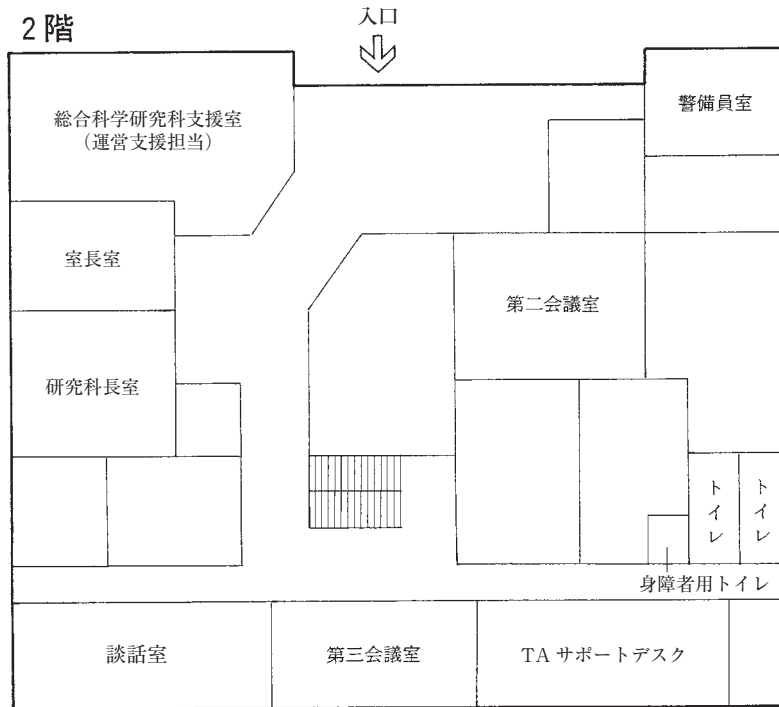 2階
入口
総合科学研究科支援室
（運営支援担当）
警備員室
室長室
第二会議室
研究科長室
トイレ
トイレ
身障者用トイレ
談話室
第三会議室
TAサポートデスク